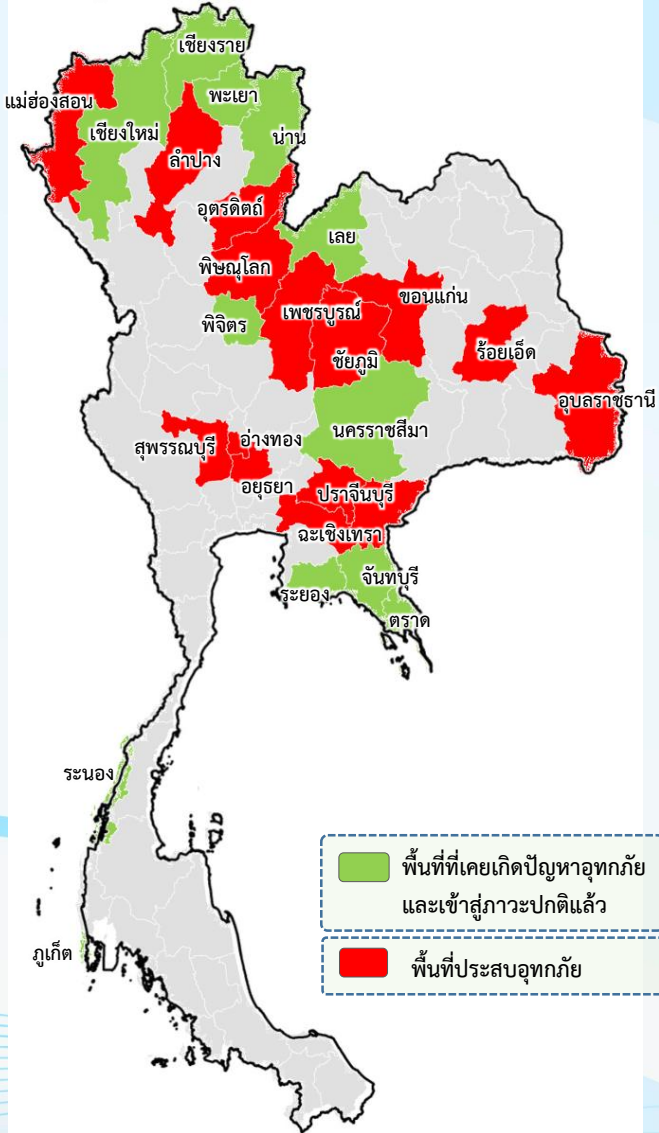 เชียงราย
พะเยา
แม่ฮ่องสอน
เชียงใหม่
น่าน
ลำปาง
อุตรดิตถ์
เลย
พิษณุโลก
ขอนแก่น
เพชรบูรณ์
พิจิตร
ร้อยเอ็ด
ชัยภูมิ
อุบลราชธานี
นครราชสีมา
อ่างทอง
สุพรรณบุรี
อยุธยา
ปราจีนบุรี
ฉะเชิงเทรา
จันทบุรี
ระยอง
ตราด
ระนอง
พื้นที่ที่เคยเกิดปัญหาอุทกภัย
และเข้าสู่ภาวะปกติแล้ว
ภูเก็ต
พื้นที่ประสบอุทกภัย